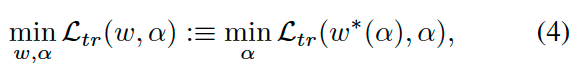 min_{w,α} ℒ_{tr}(w, α) :≡ min_{α} ℒ_{tr}(w*(α), α), (4)